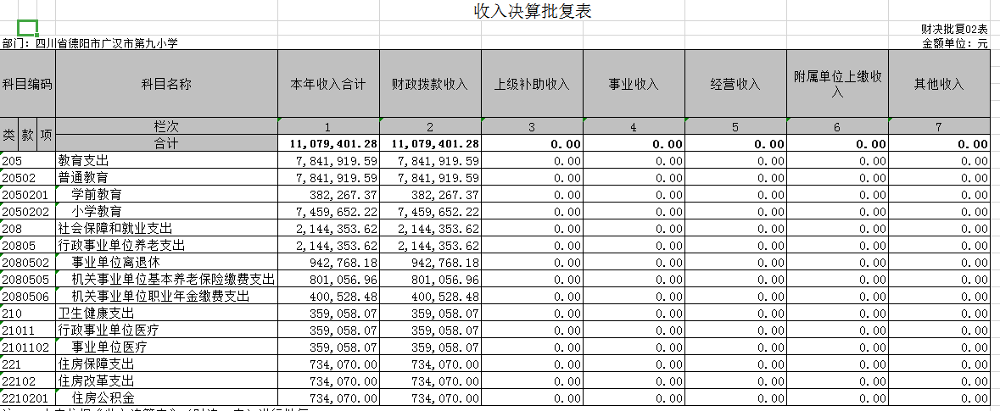 收入决算批复表
财决批复02表
部门：四川省德阳市广汉市第九小学 金额单位：元
科目编码 科目名称 本年收入合计 财政拨款收入 上级补助收入 事业收入 经营收入 附属单位上缴收入 其他收入
类 款 项 栏次 1 2 3 4 5 6 7
合计 11,079,401.28 11,079,401.28 0.00 0.00 0.00 0.00 0.00
205 教育支出 7,841,919.59 7,841,919.59 0.00 0.00 0.00 0.00 0.00
20502 普通教育 7,841,919.59 7,841,919.59 0.00 0.00 0.00 0.00 0.00
2050201 学前教育 382,267.37 382,267.37 0.00 0.00 0.00 0.00 0.00
2050202 小学教育 7,459,652.22 7,459,652.22 0.00 0.00 0.00 0.00 0.00
208 社会保障和就业支出 2,144,353.62 2,144,353.62 0.00 0.00 0.00 0.00 0.00
20805 行政事业单位养老支出 2,144,353.62 2,144,353.62 0.00 0.00 0.00 0.00 0.00
2080502 事业单位离退休 942,768.18 942,768.18 0.00 0.00 0.00 0.00 0.00
2080505 机关事业单位基本养老保险缴费支出 801,056.96 801,056.96 0.00 0.00 0.00 0.00 0.00
2080506 机关事业单位职业年金缴费支出 400,528.48 400,528.48 0.00 0.00 0.00 0.00 0.00
210 卫生健康支出 359,058.07 359,058.07 0.00 0.00 0.00 0.00 0.00
21011 行政事业单位医疗 359,058.07 359,058.07 0.00 0.00 0.00 0.00 0.00
2101102 事业单位医疗 359,058.07 359,058.07 0.00 0.00 0.00 0.00 0.00
221 住房保障支出 734,070.00 734,070.00 0.00 0.00 0.00 0.00 0.00
22102 住房改革支出 734,070.00 734,070.00 0.00 0.00 0.00 0.00 0.00
2210201 住房公积金 734,070.00 734,070.00 0.00 0.00 0.00 0.00 0.00